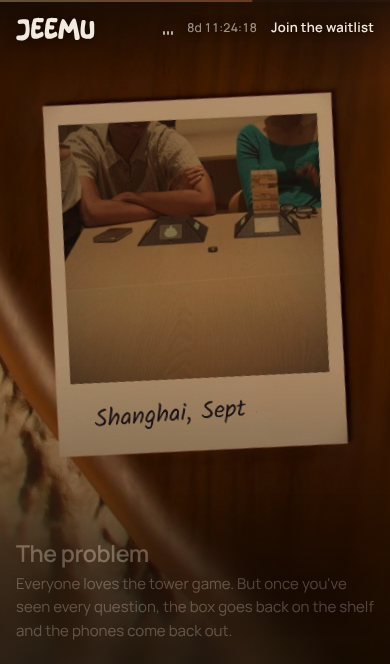 JEEMU
... 8d 11:24:18 Join the waitlist
Shanghai, Sept
The problem
Everyone loves the tower game. But once you've
seen every question, the box goes back on the shelf
and the phones come back out.